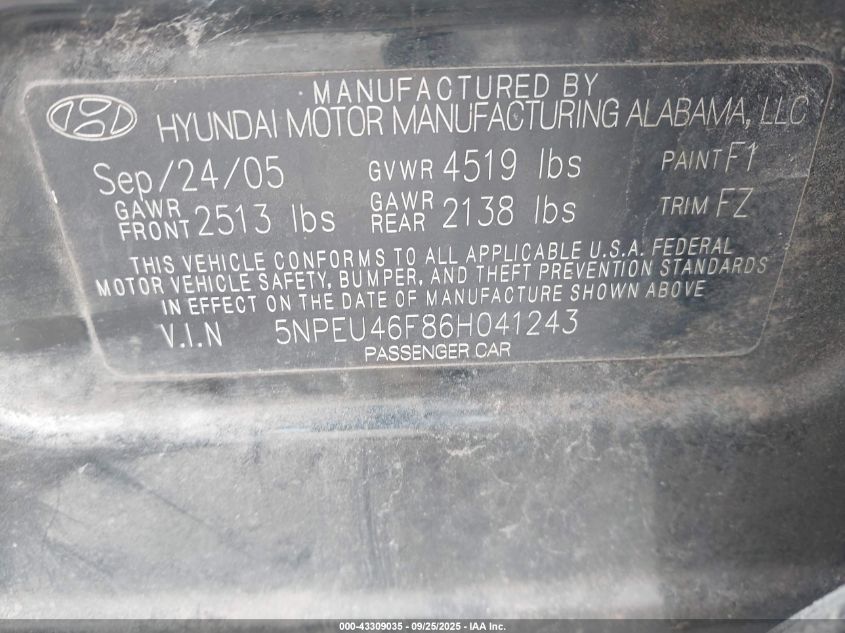 MANUFACTURED BY
HYUNDAI MOTOR MANUFACTURING ALABAMA, LLC
Sep/24/05 GVWR 4519 lbs PAINT F1
GAWR FRONT 2513 lbs GAWR REAR 2138 lbs TRIM FZ
THIS VEHICLE CONFORMS TO ALL APPLICABLE U.S.A. FEDERAL
MOTOR VEHICLE SAFETY, BUMPER, AND THEFT PREVENTION STANDARDS
IN EFFECT ON THE DATE OF MANUFACTURE SHOWN ABOVE
V.I.N 5NPEU46F86H041243
PASSENGER CAR
000-43309035 - 09/25/2025 - IAA Inc.